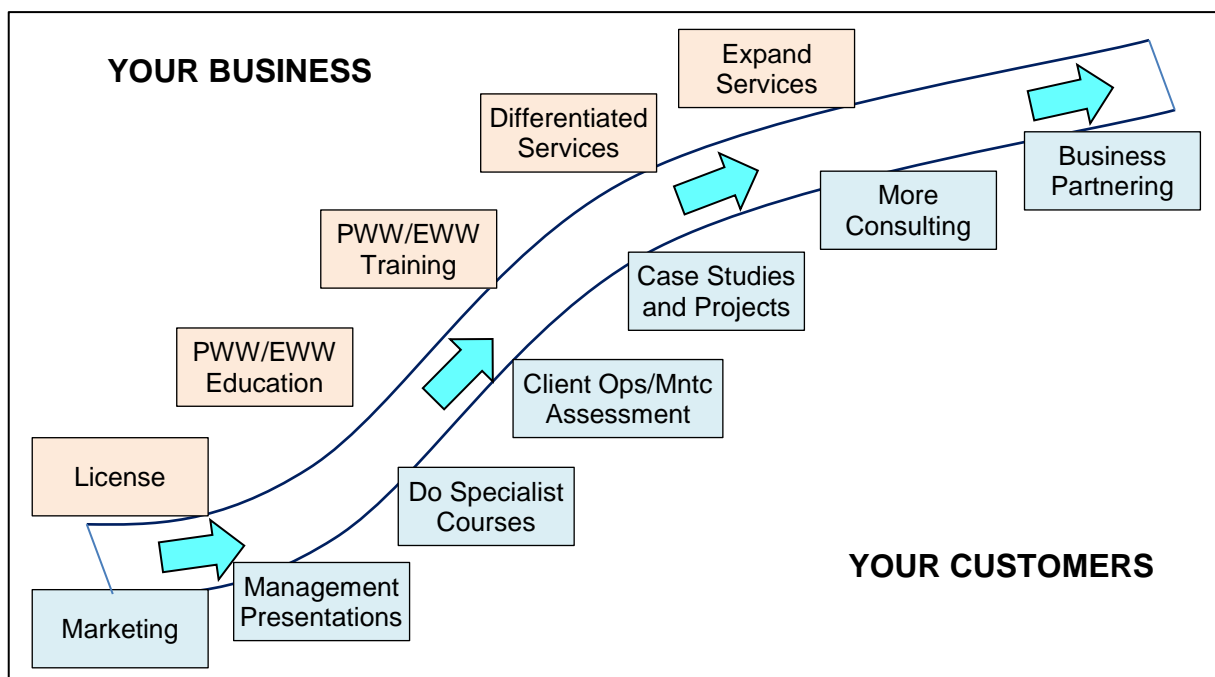 YOUR BUSINESS
Expand
Services
Differentiated
Services
PWW/EWW
Training
PWW/EWW
Education
License
Marketing
Management
Presentations
Do Specialist
Courses
Client Ops/Mntc
Assessment
Case Studies
and Projects
More
Consulting
Business
Partnering
YOUR CUSTOMERS